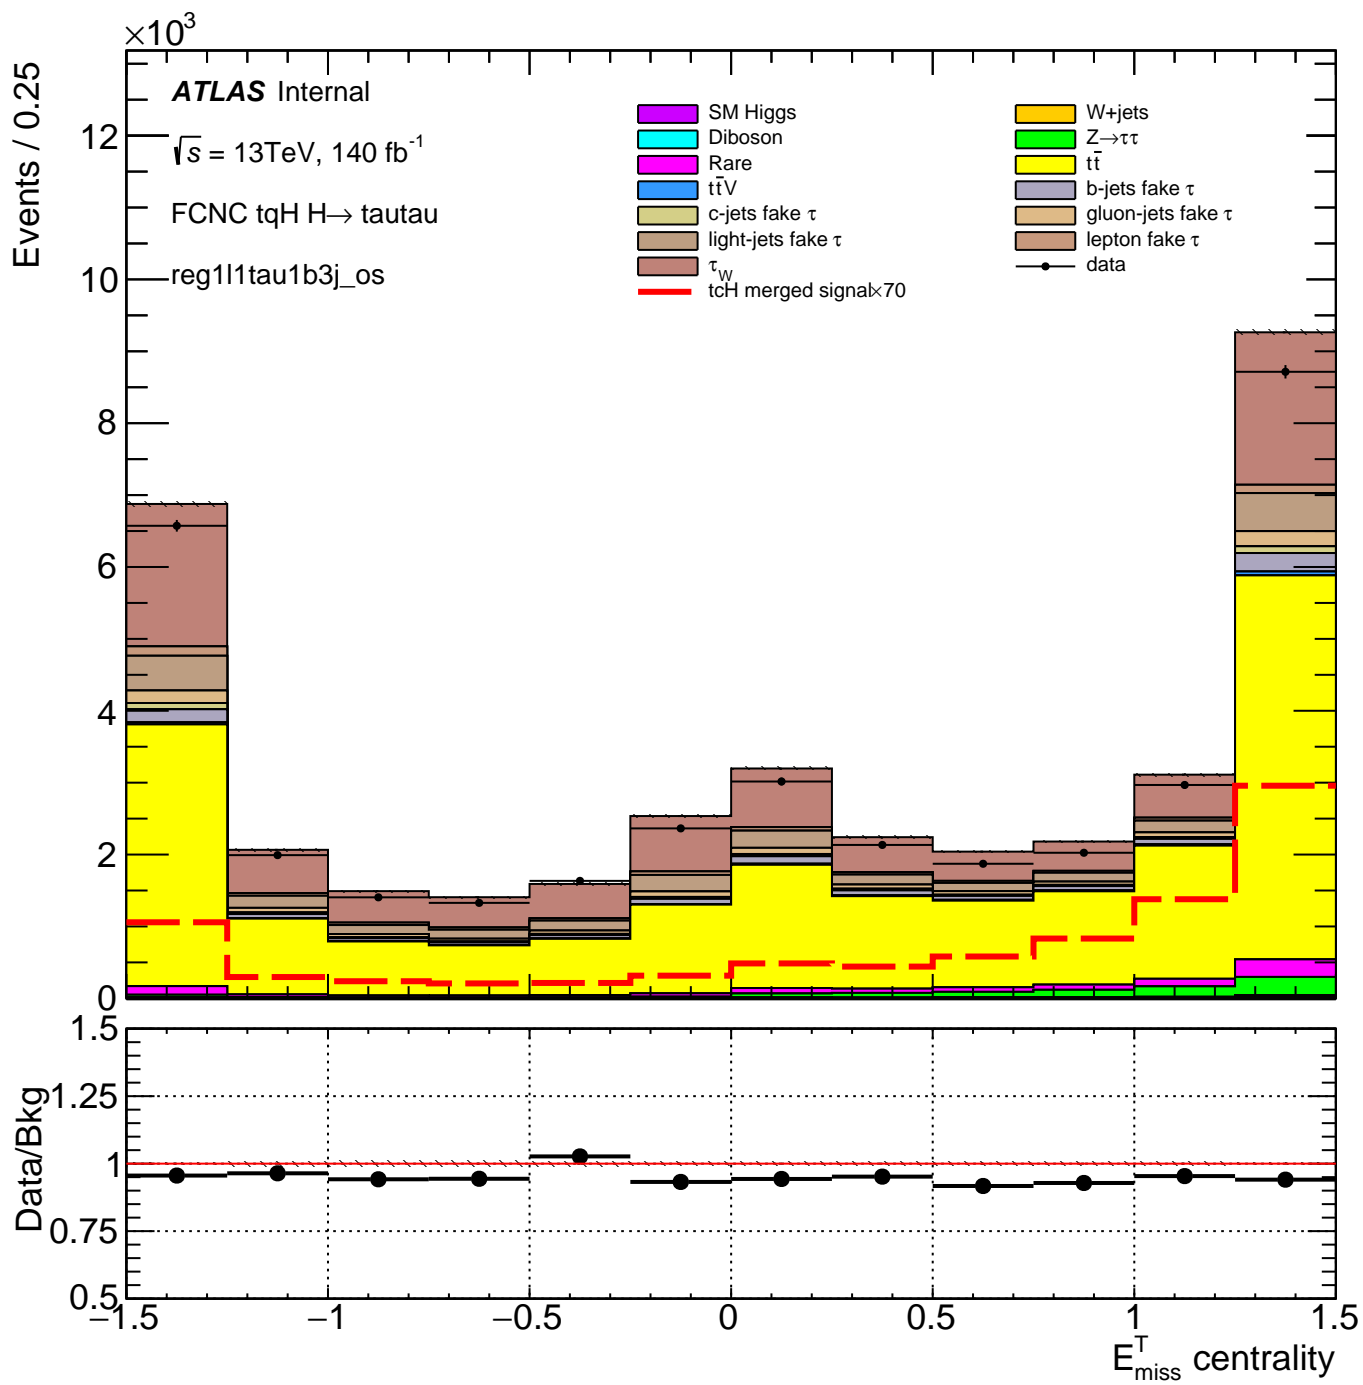 ×10³
Events / 0.25
ATLAS Internal
√s = 13TeV, 140 fb⁻¹
FCNC tqH H→ tautau
reg1l1tau1b3j_os
SM Higgs
Diboson
Rare
tt̄V
c-jets fake τ
light-jets fake τ
τ_W
tcH merged signal×70
W+jets
Z→ττ
tt̄
b-jets fake τ
gluon-jets fake τ
lepton fake τ
data
12
10
8
6
4
2
0
Data/Bkg
1.5
1.25
1
0.75
0.5
−1.5 −1 −0.5 0 0.5 1 1.5
E^T_miss centrality